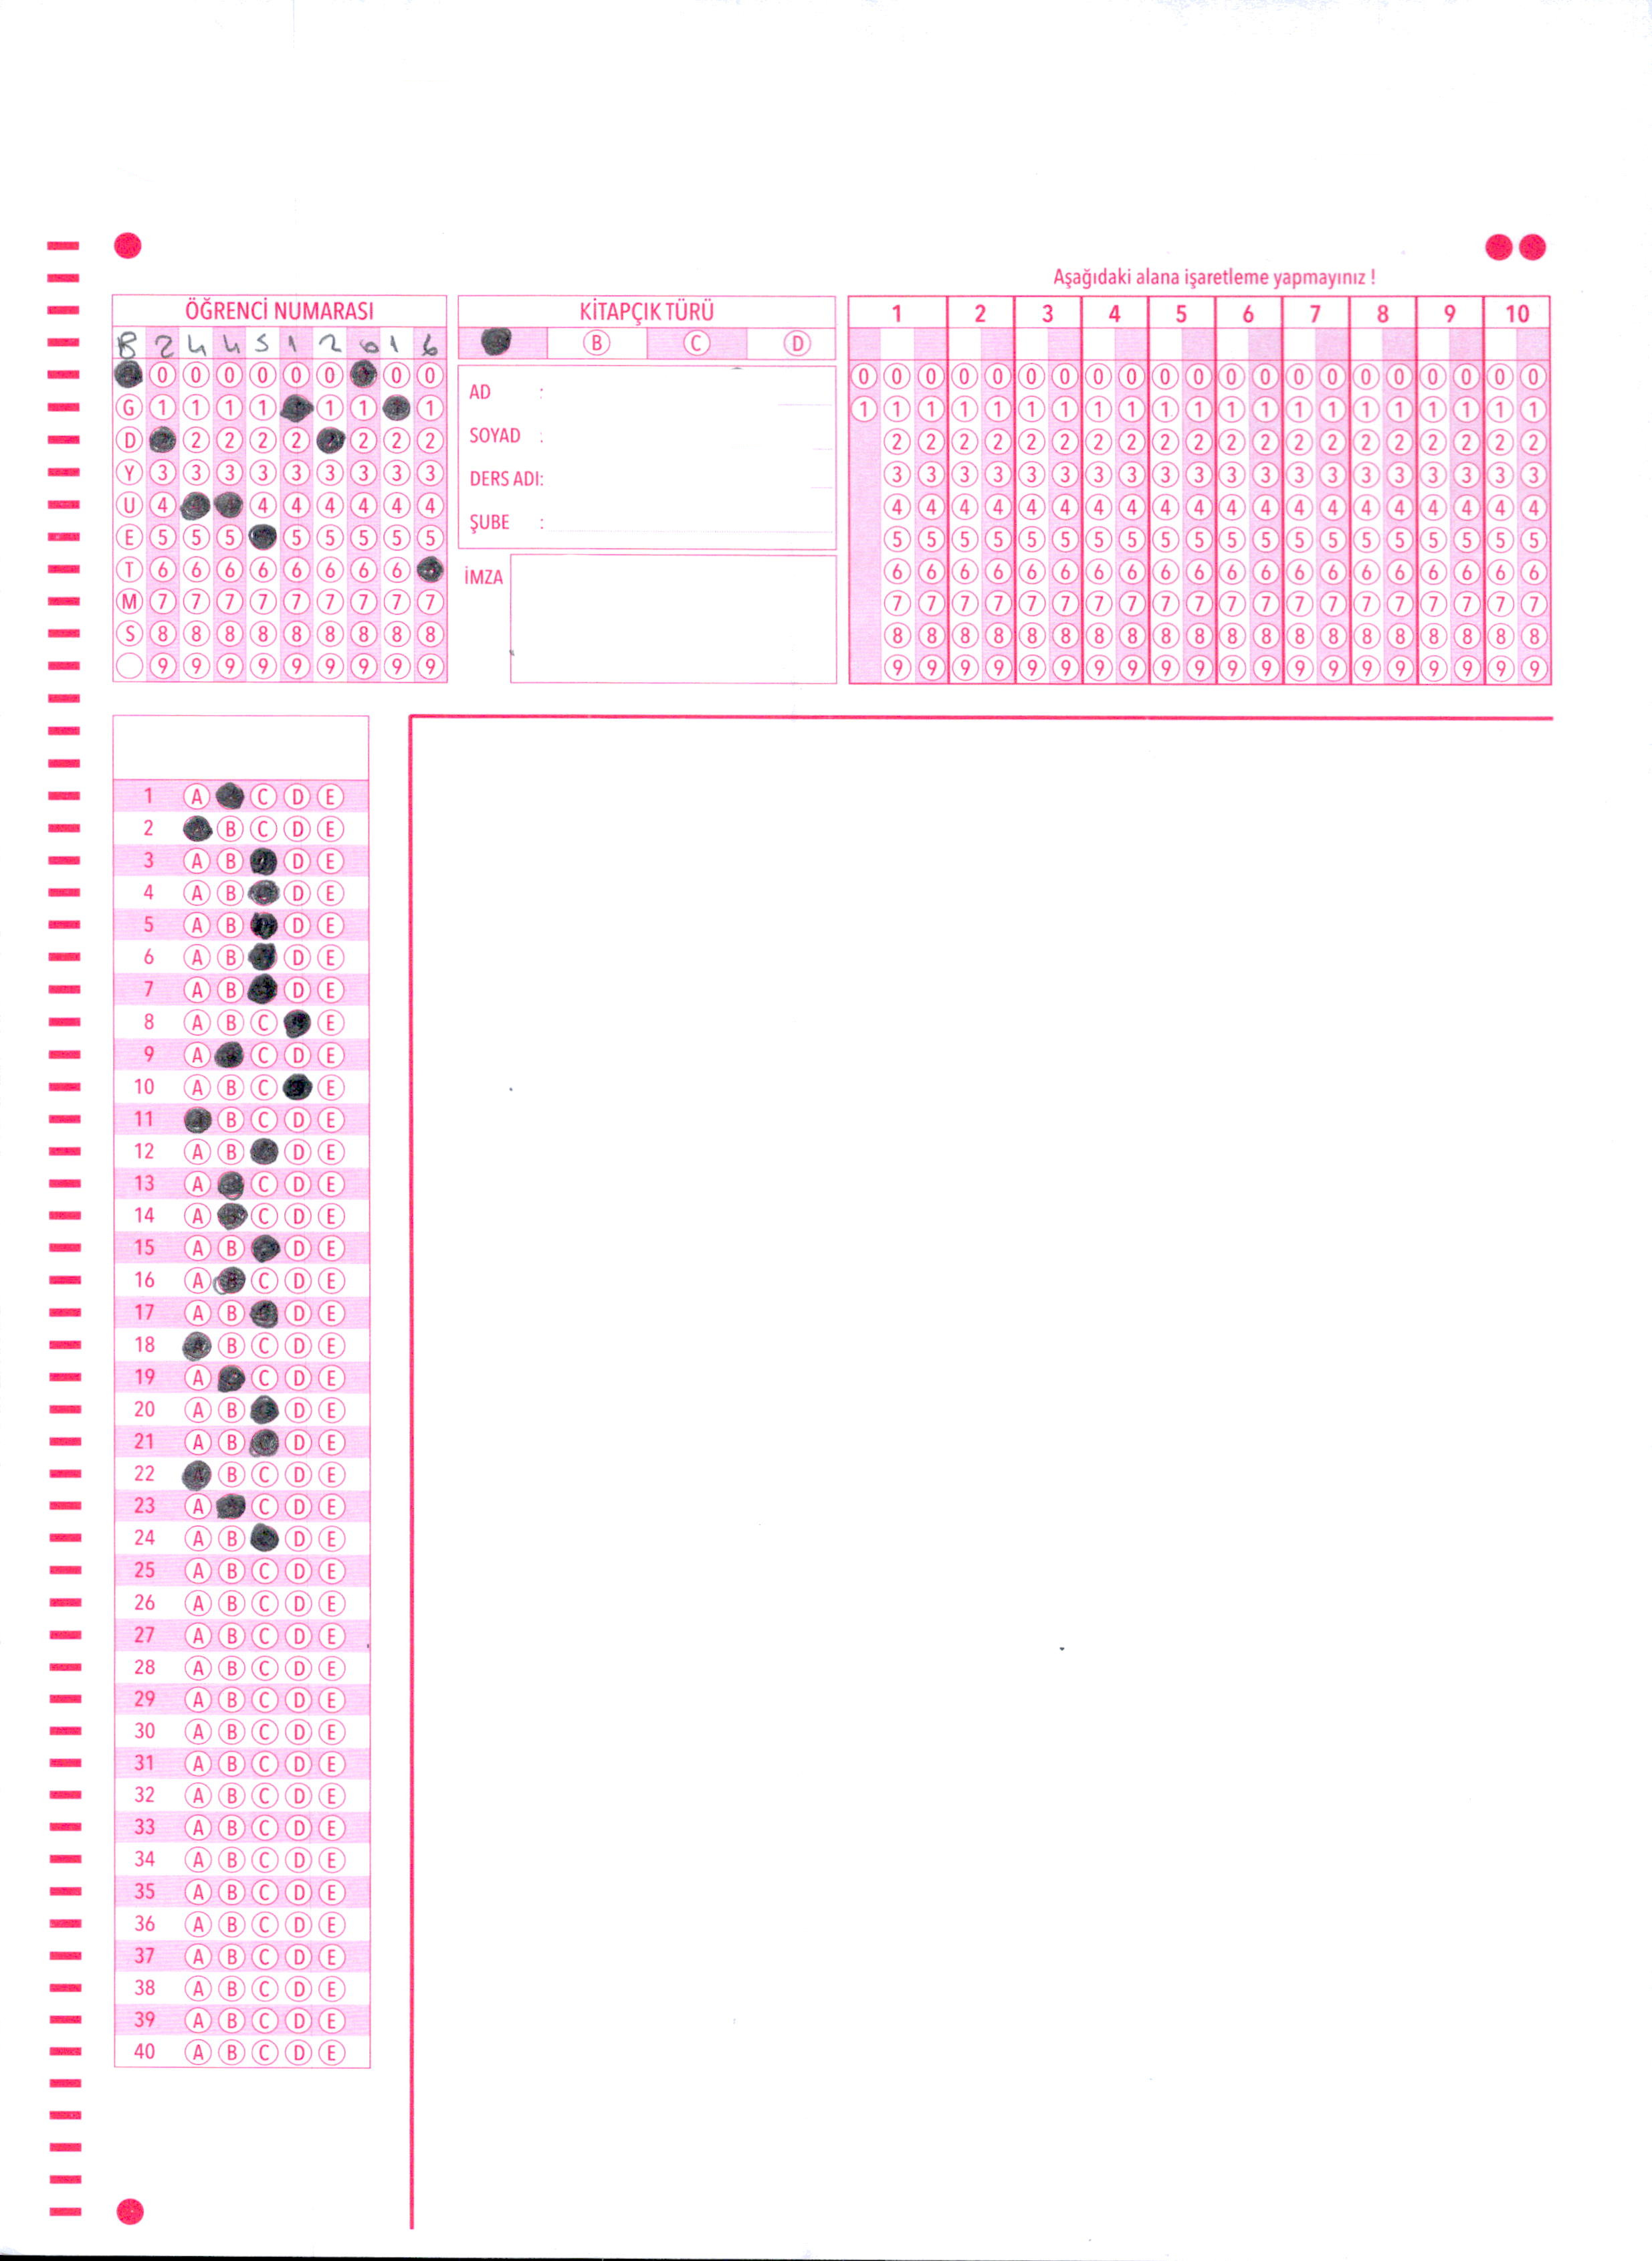 Aşağıdaki alana işaretleme yapmayınız !
ÖĞRENCİ NUMARASI
B 2 4 4 5 1 2 0 1 6
0 0 0 0 0 0 0 0
G 1 1 1 1 1 1 1
D 2 2 2 2 2 2 2
Y 3 3 3 3 3 3 3 3 3
U 4 4 4 4 4 4 4
E 5 5 5 5 5 5 5 5
T 6 6 6 6 6 6 6 6
M 7 7 7 7 7 7 7 7 7
S 8 8 8 8 8 8 8 8 8
9 9 9 9 9 9 9 9 9
KİTAPÇIK TÜRÜ
B C D
AD :
SOYAD :
DERS ADI:
ŞUBE :
İMZA
1 2 3 4 5 6 7 8 9 10
0 0 0 0 0 0 0 0 0 0 0 0 0 0 0 0 0 0 0 0 0
1 1 1 1 1 1 1 1 1 1 1 1 1 1 1 1 1 1 1 1 1
2 2 2 2 2 2 2 2 2 2 2 2 2 2 2 2 2 2 2 2
3 3 3 3 3 3 3 3 3 3 3 3 3 3 3 3 3 3 3 3
4 4 4 4 4 4 4 4 4 4 4 4 4 4 4 4 4 4 4 4
5 5 5 5 5 5 5 5 5 5 5 5 5 5 5 5 5 5 5 5
6 6 6 6 6 6 6 6 6 6 6 6 6 6 6 6 6 6 6 6
7 7 7 7 7 7 7 7 7 7 7 7 7 7 7 7 7 7 7 7
8 8 8 8 8 8 8 8 8 8 8 8 8 8 8 8 8 8 8 8
9 9 9 9 9 9 9 9 9 9 9 9 9 9 9 9 9 9 9 9
1 A C D E
2 B C D E
3 A B D E
4 A B D E
5 A B D E
6 A B D E
7 A B D E
8 A B C E
9 A C D E
10 A B C E
11 B C D E
12 A B D E
13 A C D E
14 A C D E
15 A B D E
16 A C D E
17 A B D E
18 B C D E
19 A C D E
20 A B D E
21 A B D E
22 B C D E
23 A C D E
24 A B D E
25 A B C D E
26 A B C D E
27 A B C D E
28 A B C D E
29 A B C D E
30 A B C D E
31 A B C D E
32 A B C D E
33 A B C D E
34 A B C D E
35 A B C D E
36 A B C D E
37 A B C D E
38 A B C D E
39 A B C D E
40 A B C D E